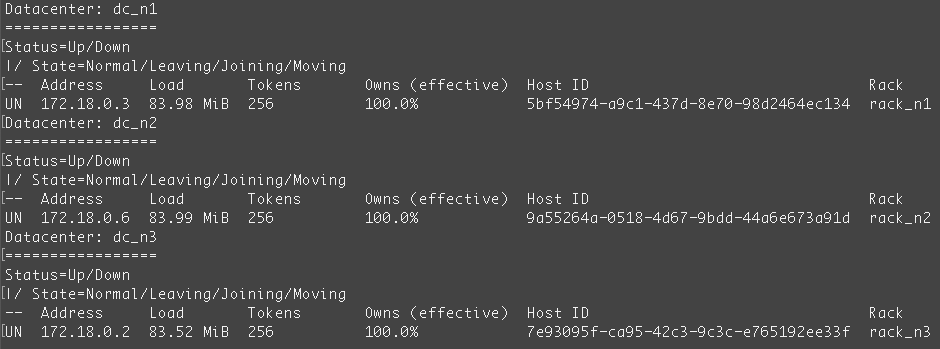 Datacenter: dc_n1
=================
[Status=Up/Down
|/ State=Normal/Leaving/Joining/Moving
[--  Address     Load       Tokens       Owns (effective)  Host ID                               Rack
UN  172.18.0.3  83.98 MiB  256          100.0%            5bf54974-a9c1-437d-8e70-98d2464ec134  rack_n1
[Datacenter: dc_n2
=================
[Status=Up/Down
|/ State=Normal/Leaving/Joining/Moving
[--  Address     Load       Tokens       Owns (effective)  Host ID                               Rack
UN  172.18.0.6  83.99 MiB  256          100.0%            9a55264a-0518-4d67-9bdd-44a6e673a91d  rack_n2
Datacenter: dc_n3
[=================
Status=Up/Down
[|/ State=Normal/Leaving/Joining/Moving
--  Address     Load       Tokens       Owns (effective)  Host ID                               Rack
[UN  172.18.0.2  83.52 MiB  256          100.0%            7e93095f-ca95-42c3-9c3c-e765192ee33f  rack_n3